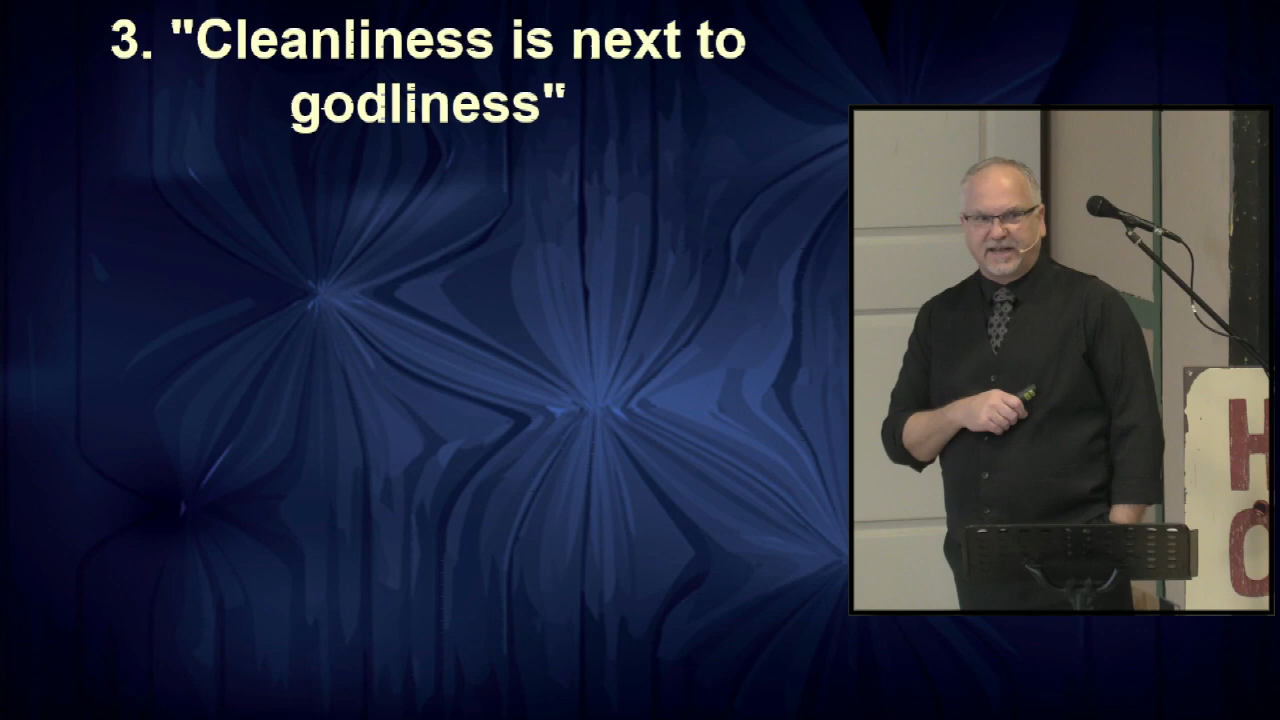 3. "Cleanliness is next to
godliness"
H
O